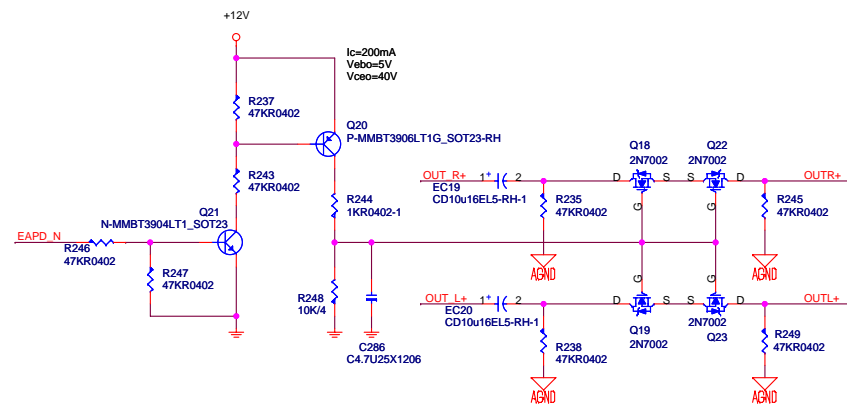 +12V
Ic=200mA
Vebo=5V
Vceo=40V
R237
47KR0402
Q20
P-MMBT3906LT1G_SOT23-RH
R243
47KR0402
Q21
N-MMBT3904LT1_SOT23
EAPD_N
R246
47KR0402
R247
47KR0402
R244
1KR0402-1
R248
10K/4
C286
C4.7U25X1206
OUT_R+
1
+
2
EC19
CD10u16EL5-RH-1
R235
47KR0402
AGND
Q18
2N7002
D
S
G
Q22
2N7002
S
D
G
OUTR+
R245
47KR0402
AGND
OUT_L+
1
+
2
EC20
CD10u16EL5-RH-1
R238
47KR0402
AGND
G
D
S
Q19
2N7002
G
S
D
2N7002
Q23
OUTL+
R249
47KR0402
AGND